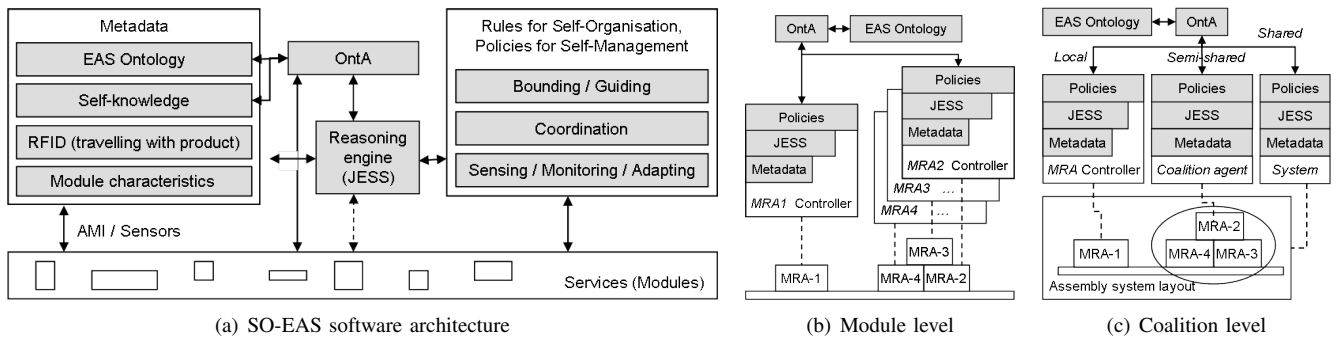 Metadata
EAS Ontology
Self-knowledge
RFID (travelling with product)
Module characteristics
OntA
Reasoning
engine
(JESS)
Rules for Self-Organisation,
Policies for Self-Management
Bounding / Guiding
Coordination
Sensing / Monitoring / Adapting
AMI / Sensors
Services (Modules)
(a) SO-EAS software architecture
OntA
EAS Ontology
Policies
JESS
Metadata
MRA1 Controller
Policies
JESS
Metadata
MRA2 Controller
MRA3 ...
MRA4 ...
MRA-3
MRA-1
MRA-4
MRA-2
(b) Module level
EAS Ontology
OntA
Shared
Local
Semi-shared
Policies
JESS
Metadata
MRA Controller
Policies
JESS
Metadata
Coalition agent
Policies
JESS
Metadata
System
MRA-2
MRA-1
MRA-4
MRA-3
Assembly system layout
(c) Coalition level